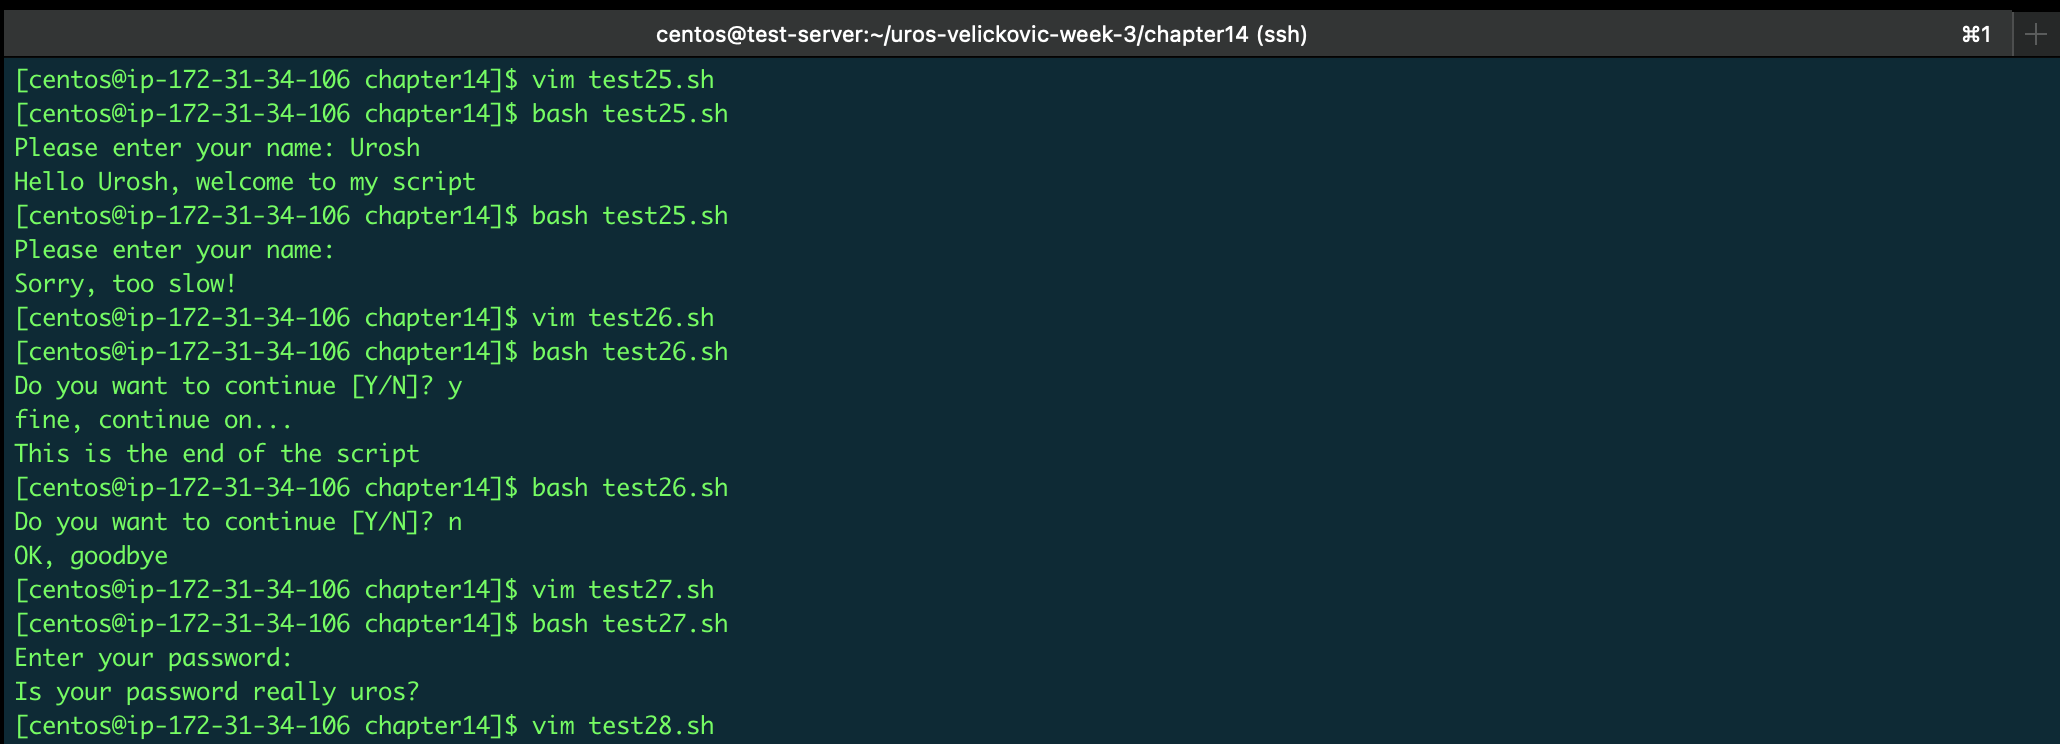 centos@test-server:~/uros-velickovic-week-3/chapter14 (ssh) ⌘1 +
[centos@ip-172-31-34-106 chapter14]$ vim test25.sh
[centos@ip-172-31-34-106 chapter14]$ bash test25.sh
Please enter your name: Urosh
Hello Urosh, welcome to my script
[centos@ip-172-31-34-106 chapter14]$ bash test25.sh
Please enter your name:
Sorry, too slow!
[centos@ip-172-31-34-106 chapter14]$ vim test26.sh
[centos@ip-172-31-34-106 chapter14]$ bash test26.sh
Do you want to continue [Y/N]? y
fine, continue on...
This is the end of the script
[centos@ip-172-31-34-106 chapter14]$ bash test26.sh
Do you want to continue [Y/N]? n
OK, goodbye
[centos@ip-172-31-34-106 chapter14]$ vim test27.sh
[centos@ip-172-31-34-106 chapter14]$ bash test27.sh
Enter your password:
Is your password really uros?
[centos@ip-172-31-34-106 chapter14]$ vim test28.sh